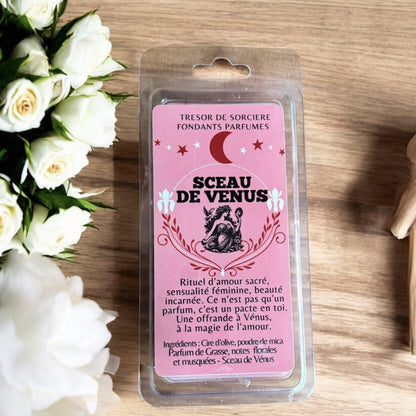 TRESOR DE SORCIERE
FONDANTS PARFUMES
SCEAU
DE VENUS
Rituel d'amour sacré,
sensualité féminine, beauté
incarnée. Ce n'est pas qu'un
parfum, c'est un pacte en toi.
Une offrande à Vénus,
à la magie de l'amour.
Ingrédients : Cire d'olive, poudre de mica
Parfum de Grasse, notes florales
et musquées - Sceau de Vénus